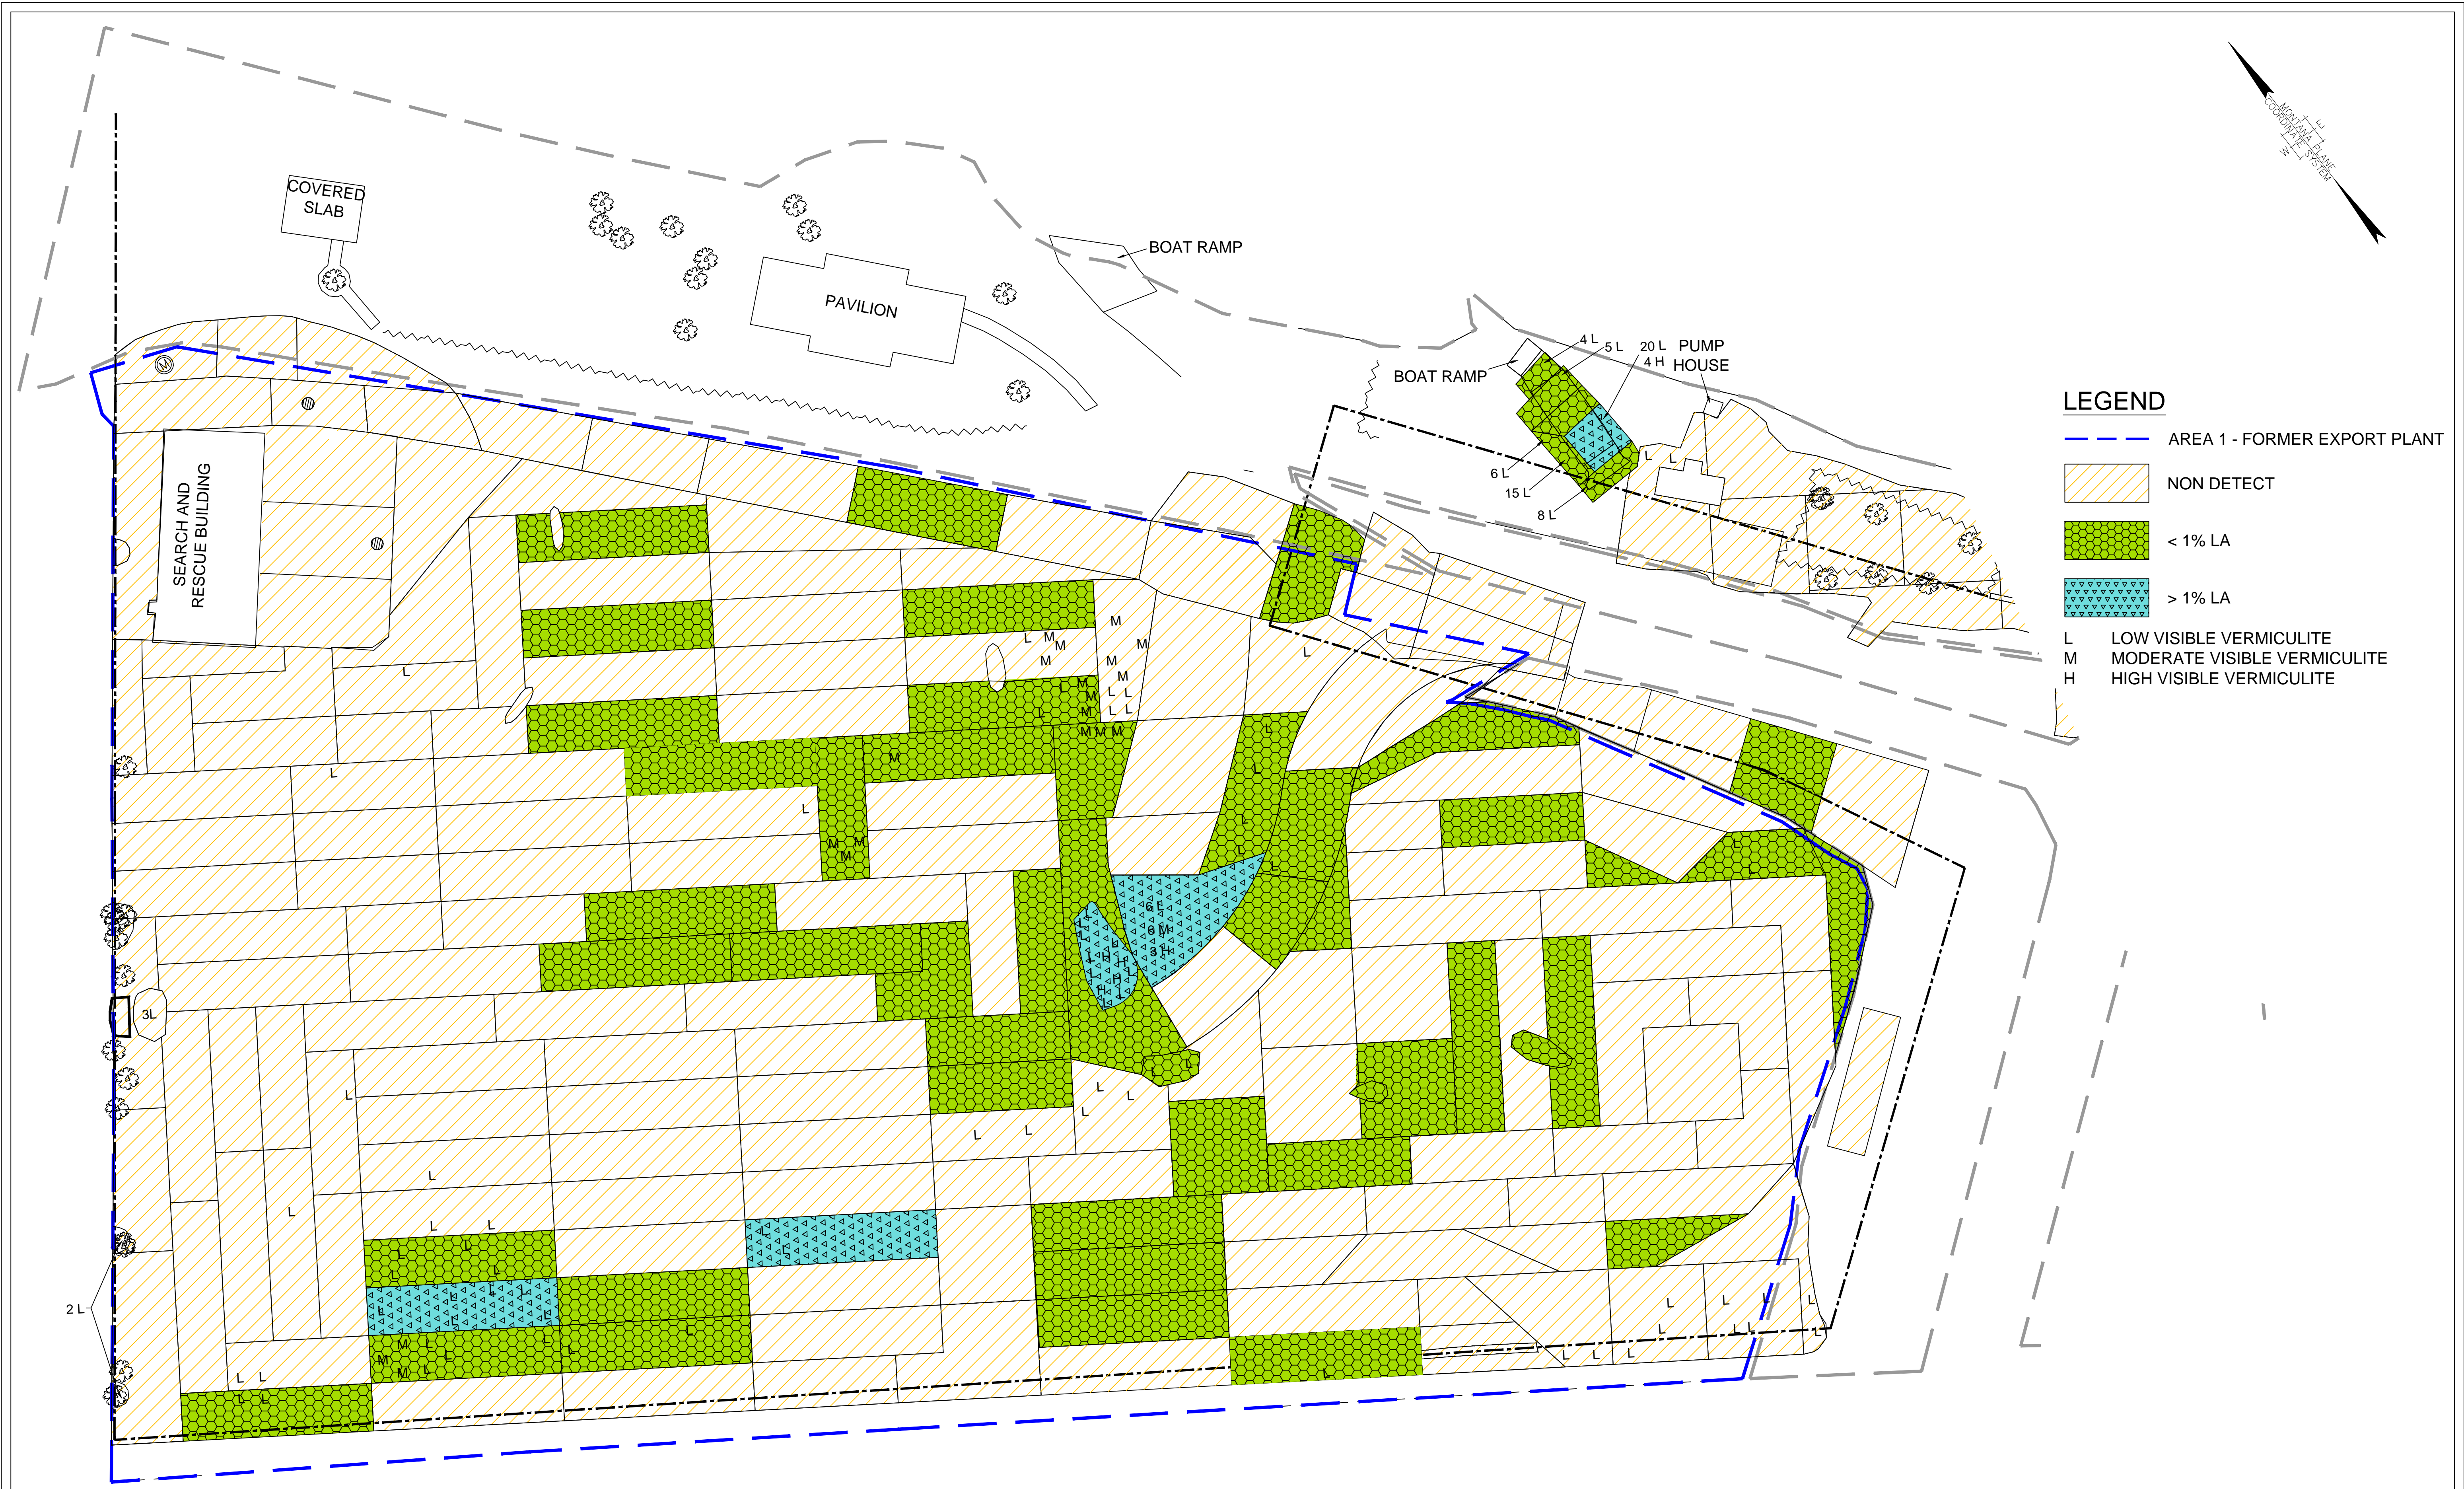 MONTANA PLANE
COORDINATE SYSTEM
E
W
COVERED
SLAB
BOAT RAMP
PAVILION
4 L
5 L
20 L
4 H
PUMP
HOUSE
BOAT RAMP
6 L
15 L
8 L
L L
SEARCH AND
RESCUE BUILDING
M
LEGEND
AREA 1 - FORMER EXPORT PLANT
NON DETECT
< 1% LA
> 1% LA
L LOW VISIBLE VERMICULITE
M MODERATE VISIBLE VERMICULITE
H HIGH VISIBLE VERMICULITE
M
L M M M
M M
L
L
M
L M L L
M
L M L L
M M M
L
M
L
L
L
L
M M
M
L
L
L
L
L
6 M
3 H
L
L
L H H
L L
H
H L
L
3L
L L
L
L L
L
L L
L
L
L L
L
L L
L L
L
L L
L
L L
L
L
L
M L
M L
M L
L
L
L
L L
L L
2 L
L L L L
L L L L
L L L
L